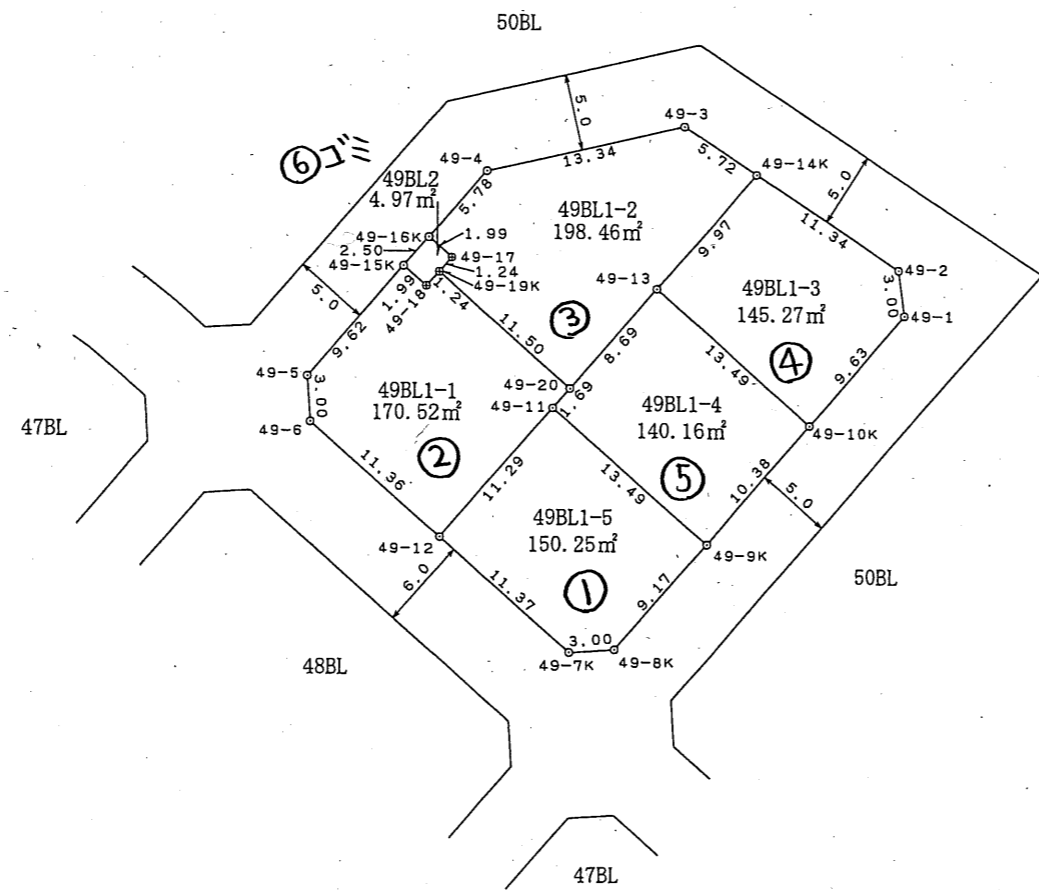 50BL
49-3
5.0
5.72
49-14K
13.34
⑥ゴミ
49-4
49BL2
4.97㎡
5.78
5.0
49BL1-2
198.46㎡
11.34
9.97
49-16K
1.99
2.50
49-17
49-15K
1.24
49-19K
49-2
3.00
49-1
49-13
49BL1-3
145.27㎡
④
1.99
49-18
1.24
11.50
③
5.0
9.62
8.69
13.49
9.63
49-5
3.00
49-6
49BL1-1
170.52㎡
②
49-20
49-11
1.69
49BL1-4
140.16㎡
⑤
49-10K
47BL
11.36
11.29
13.49
10.38
5.0
49-12
49BL1-5
150.25㎡
①
49-9K
6.0
11.37
9.17
50BL
3.00
49-7K
49-8K
48BL
47BL